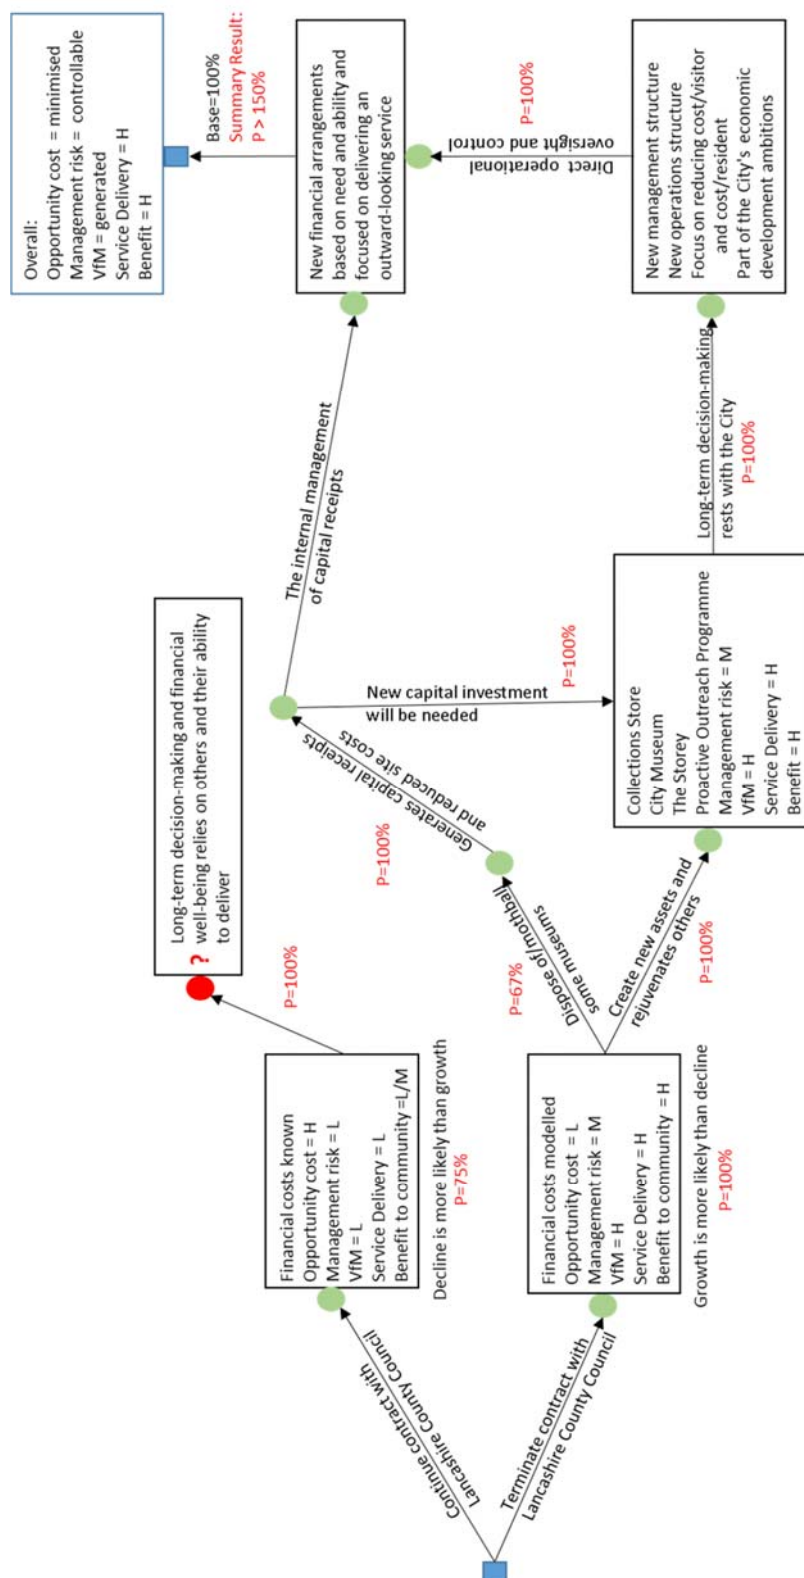 Continue contract with
Lancashire County Council
Terminate contract with
Lancashire County Council
Financial costs known
Opportunity cost = H
Management risk = L
VfM = L
Service Delivery = L
Benefit to community =L/M
Decline is more likely than growth
P=75%
Financial costs modelled
Opportunity cost = L
Management risk = M
VfM = H
Service Delivery = H
Benefit to community = H
Growth is more likely than decline
P=100%
P=100%
?
Long-term decision-making and financial
well-being relies on others and their ability
to deliver
Dispose of/mothball
some museums
P=67%
Create new assets and
rejuvenates others
P=100%
Generates capital receipts
and reduced site costs
P=100%
New capital investment
will be needed
P=100%
The internal management
of capital receipts
Collections Store
City Museum
The Storey
Proactive Outreach Programme
Management risk = M
VfM = H
Service Delivery = H
Benefit = H
Long-term decision-making
rests with the City
P=100%
New management structure
New operations structure
Focus on reducing cost/visitor
and cost/resident
Part of the City's economic
development ambitions
Direct operational
oversight and control
P=100%
New financial arrangements
based on need and ability and
focused on delivering an
outward-looking service
Base=100%
Summary Result:
P > 150%
Overall:
Opportunity cost = minimised
Management risk = controllable
VfM = generated
Service Delivery = H
Benefit = H